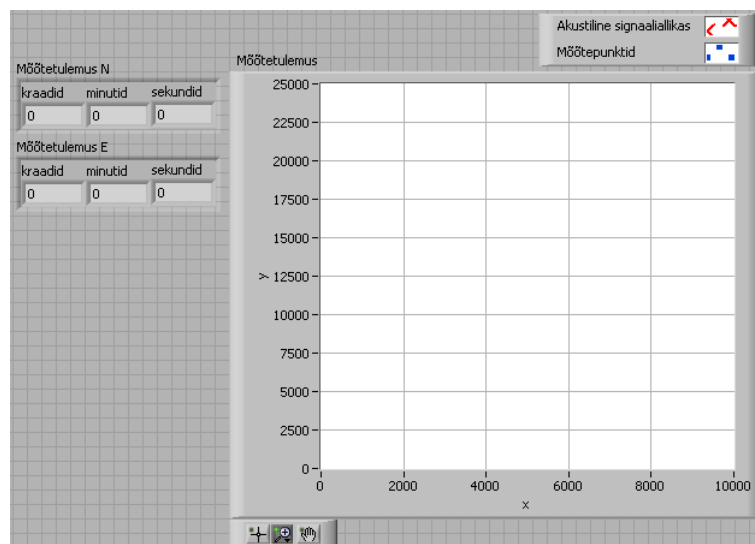 Akustiline signaaliallikas
Mõõtepunktid
Mõõtetulemus N
kraadid minutid sekundid
0 0 0
Mõõtetulemus E
kraadid minutid sekundid
0 0 0
Mõõtetulemus
25000
22500
20000
17500
15000
12500
10000
7500
5000
2500
0
y
0 2000 4000 6000 8000 10000
x